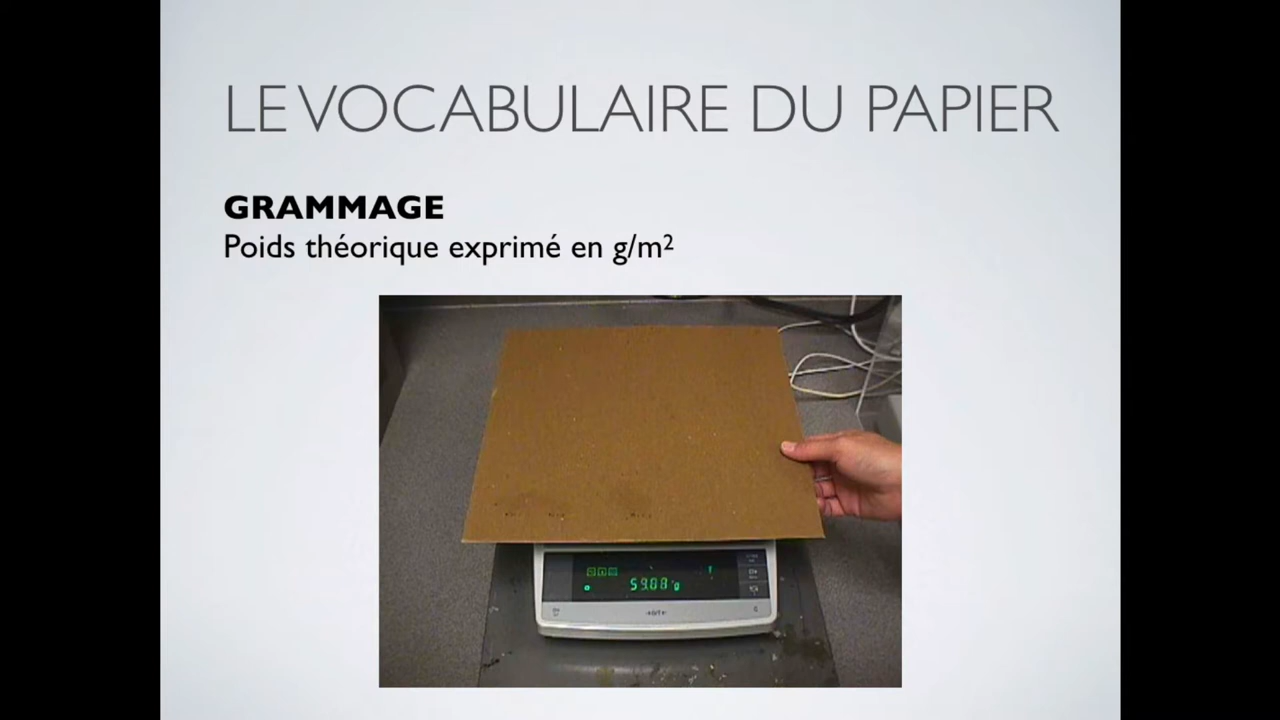 LE VOCABULAIRE DU PAPIER
GRAMMAGE
Poids théorique exprimé en g/m²
59.08 g